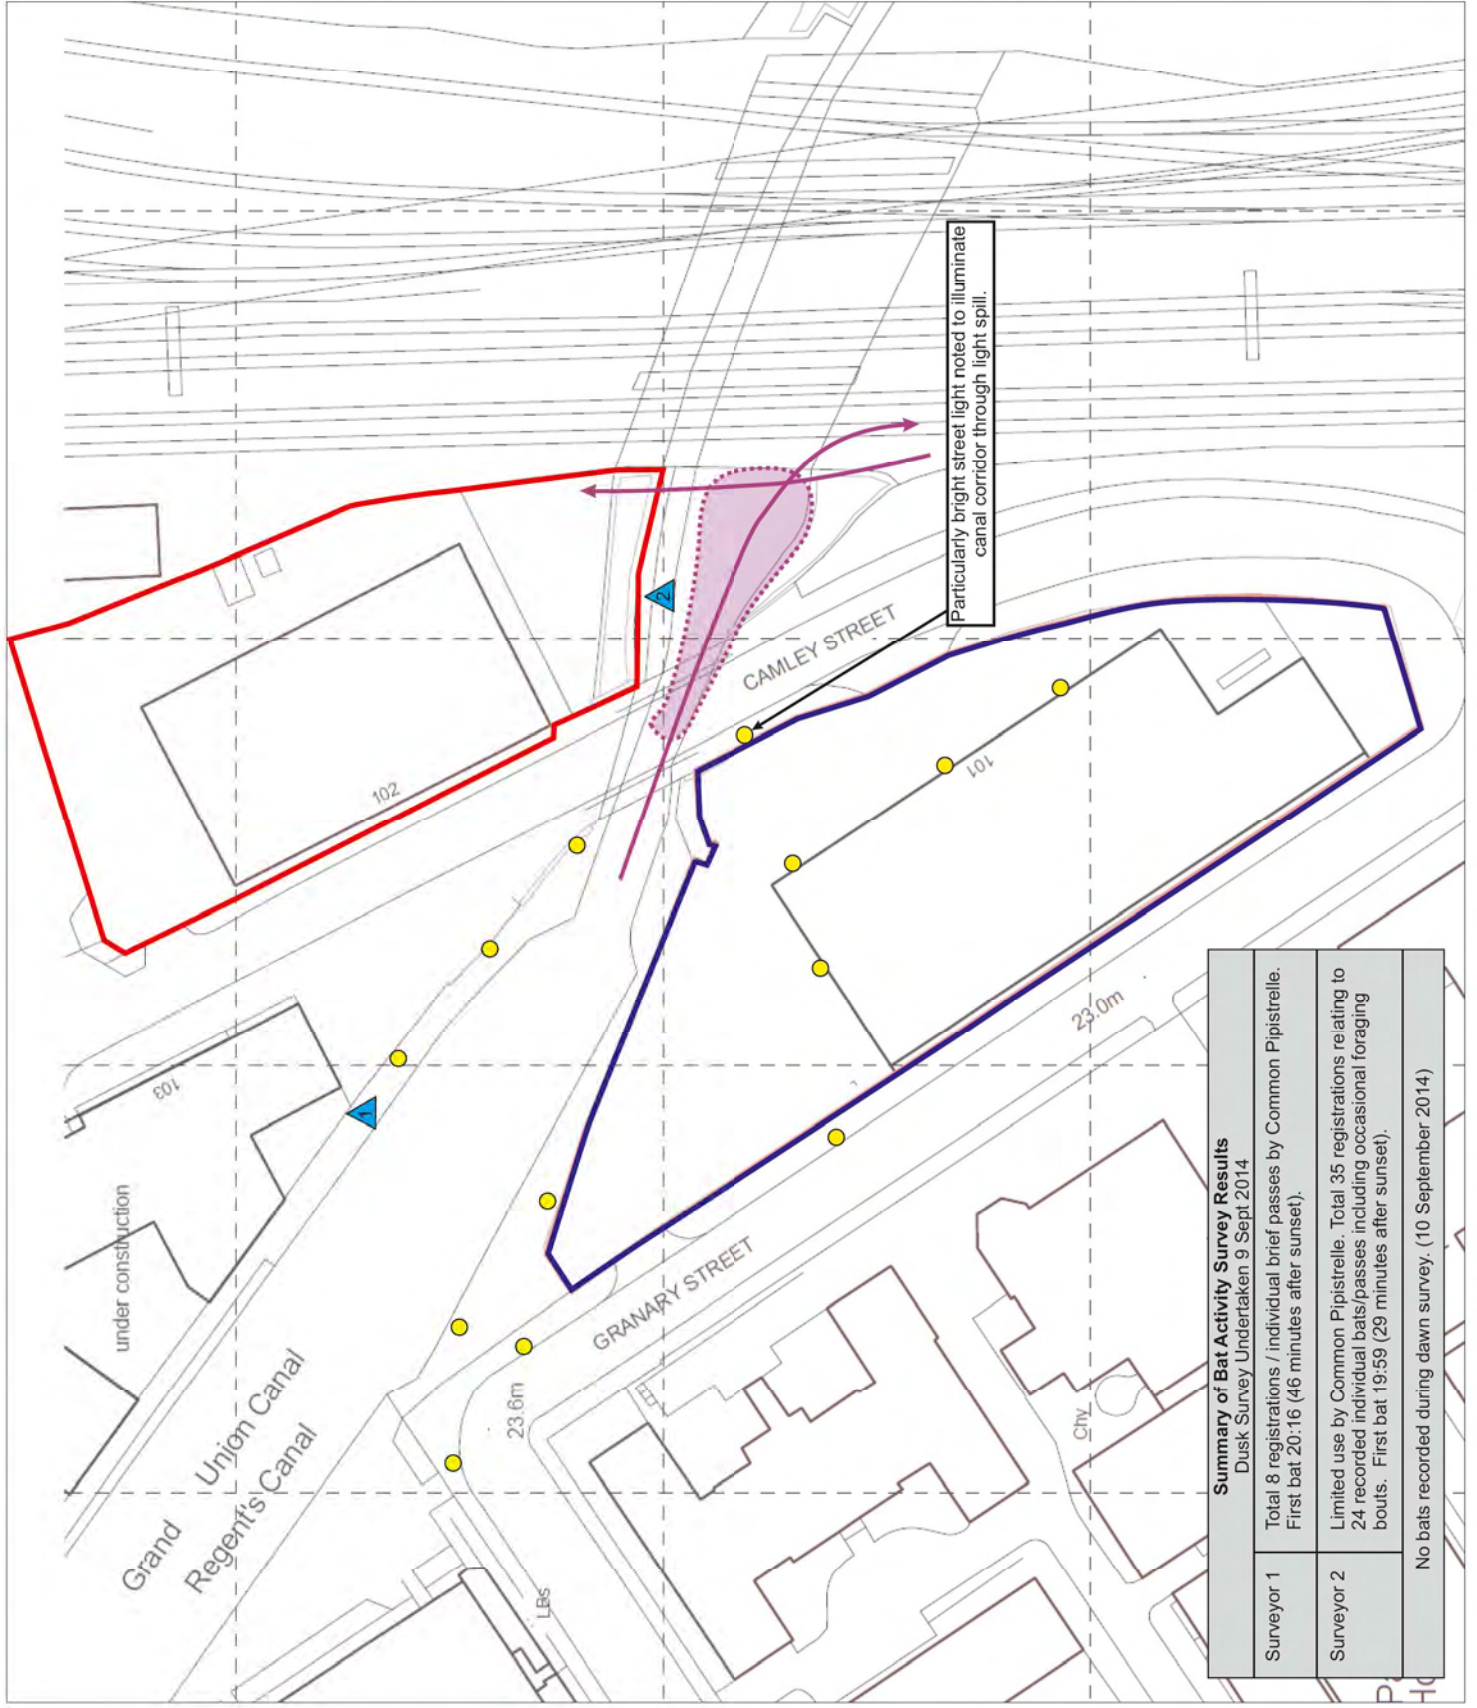 Grand Union Canal
Regent's Canal
under construction
103
102
1
2
CAMLEY STREET
101
GRANARY STREET
23.6m
23.0m
LBs
Chy
Particularly bright street light noted to illuminate
canal corridor through light spill.
Summary of Bat Activity Survey Results
Dusk Survey Undertaken 9 Sept 2014
Surveyor 1
Total 8 registrations / individual brief passes by Common Pipistrelle.
First bat 20:16 (46 minutes after sunset).
Surveyor 2
Limited use by Common Pipistrelle. Total 35 registrations relating to
24 recorded individual bats/passes including occasional foraging
bouts. First bat 19:59 (29 minutes after sunset).
No bats recorded during dawn survey. (10 September 2014)